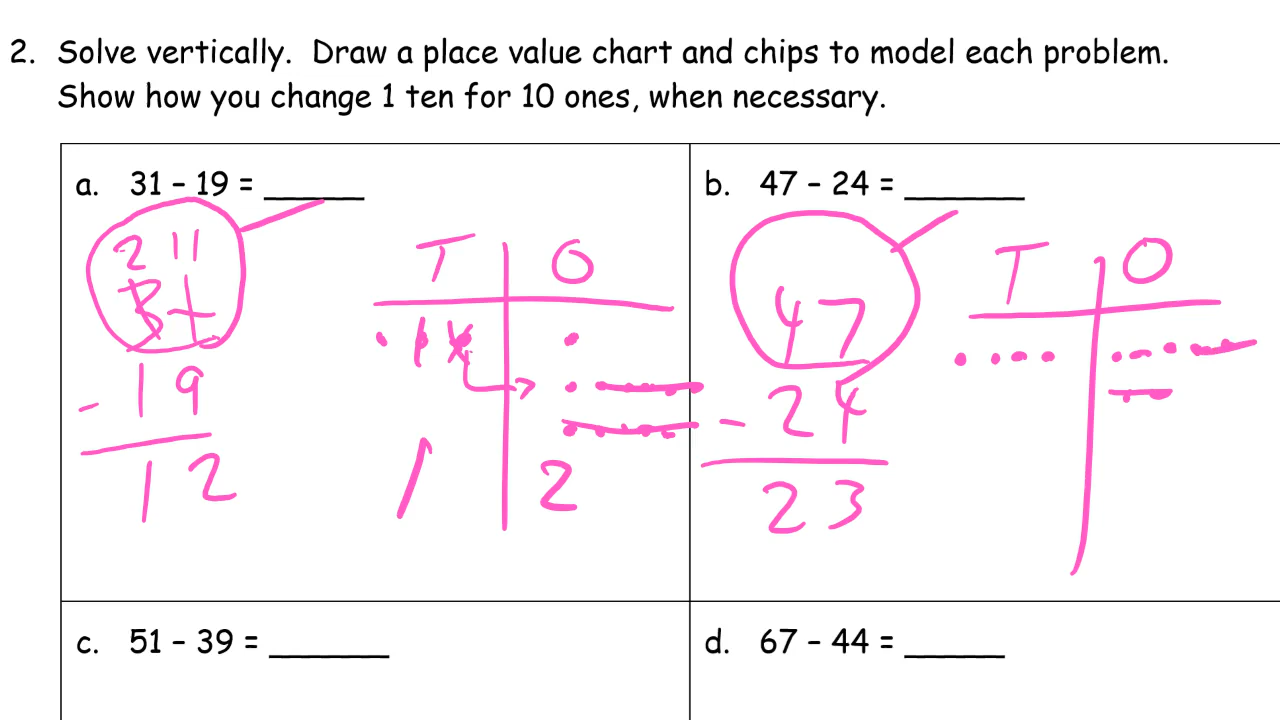 2. Solve vertically. Draw a place value chart and chips to model each problem.
Show how you change 1 ten for 10 ones, when necessary.
a. 31 – 19 = ______
2 11
31
- 19
12
T O
1 2
b. 47 – 24 = ______
47
- 24
23
T O
c. 51 – 39 = ______
d. 67 – 44 = ______